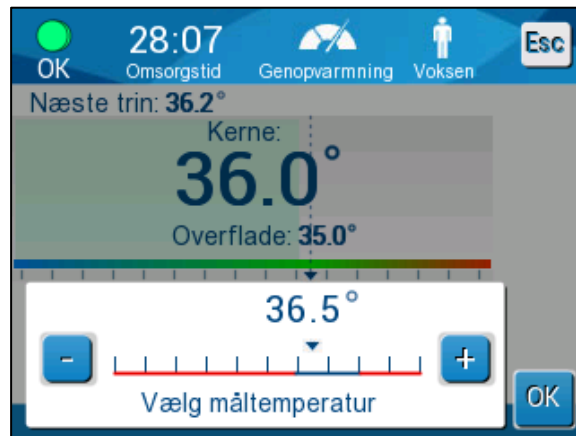 OK
28:07
Omsorgstid
Genopvarmning
Voksen
Esc
Næste trin: 36.2°
Kerne:
36.0°
Overflade: 35.0°
36.5°
-
+
Vælg måltemperatur
OK